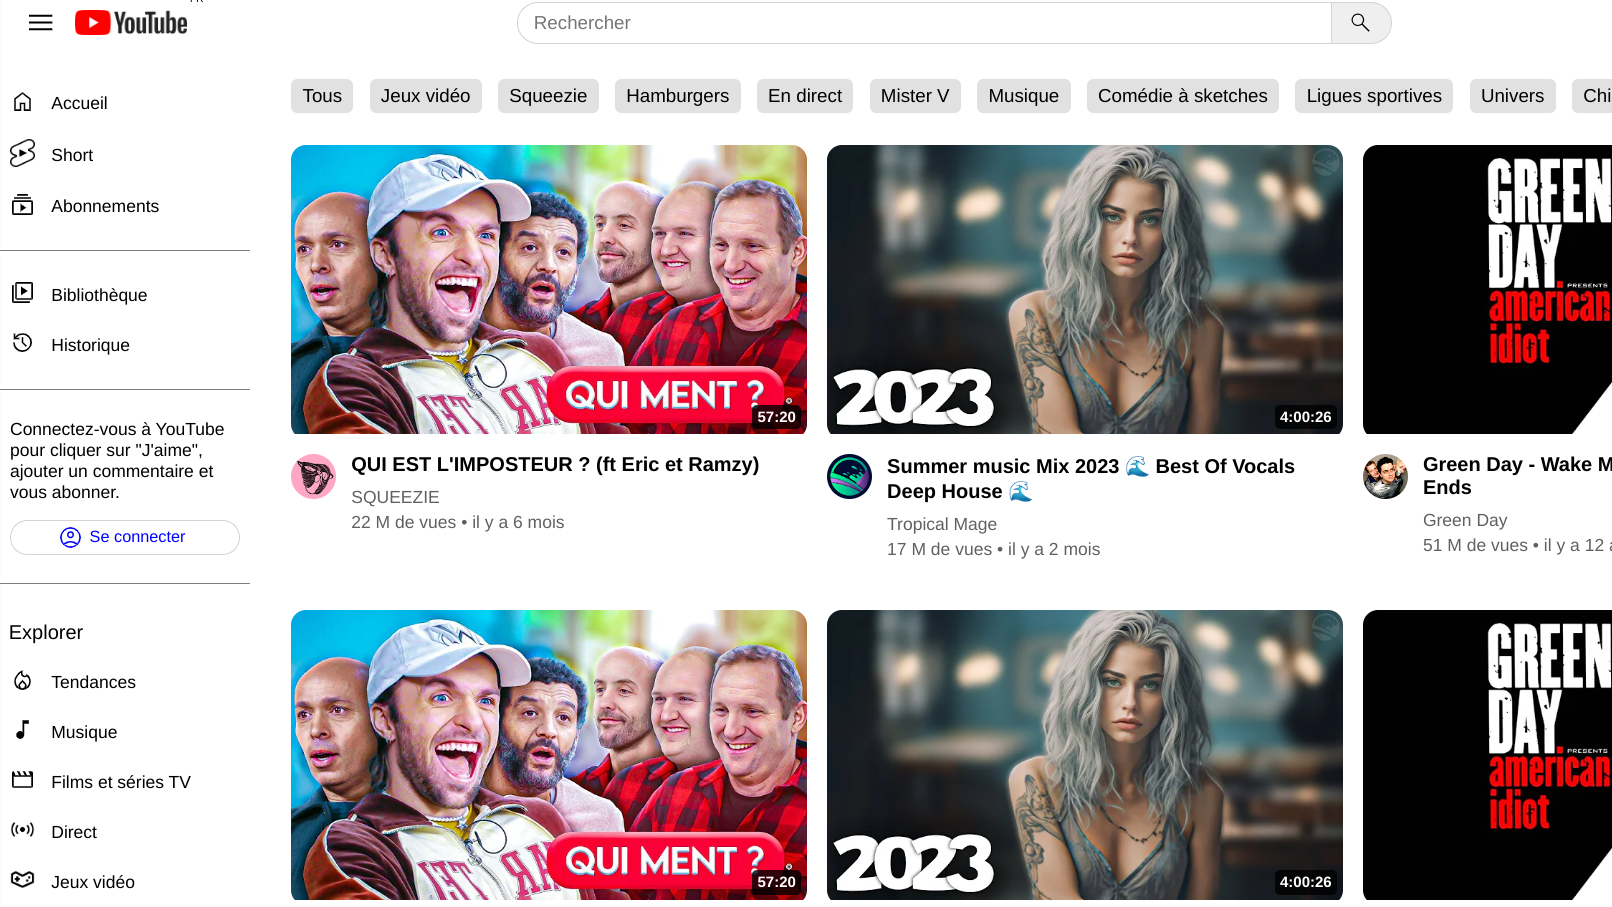 YouTube
Rechercher
Accueil
Short
Abonnements
Bibliothèque
Historique
Connectez-vous à YouTube
pour cliquer sur "J'aime",
ajouter un commentaire et
vous abonner.
Se connecter
Explorer
Tendances
Musique
Films et séries TV
Direct
Jeux vidéo
Tous Jeux vidéo Squeezie Hamburgers En direct Mister V Musique Comédie à sketches Ligues sportives Univers Chi
QUI MENT ?
57:20
QUI EST L'IMPOSTEUR ? (ft Eric et Ramzy)
SQUEEZIE
22 M de vues • il y a 6 mois
2023
4:00:26
Summer music Mix 2023 🌊 Best Of Vocals
Deep House 🌊
Tropical Mage
17 M de vues • il y a 2 mois
GREEN
DAY
PRESENTS
american
idiot
Green Day - Wake M
Ends
Green Day
51 M de vues • il y a 12
QUI MENT ?
57:20
2023
4:00:26
GREEN
DAY
PRESENTS
american
idiot